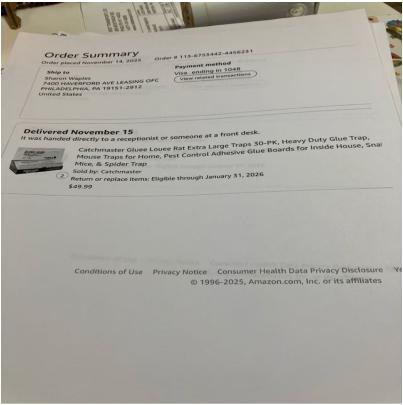 Order Summary
Order placed November 14, 2025 Order # 113-6753442-4456231
Ship to
Sharon Waples
7400 HAVERFORD AVE LEASING OFC
PHILADELPHIA, PA 19151-2912
United States
Payment method
Visa ending in 1048
View related transactions
Delivered November 15
It was handed directly to a receptionist or someone at a front desk.
Catchmaster Gluee Louee Rat Extra Large Traps 30-PK, Heavy Duty Glue Trap,
Mouse Traps for Home, Pest Control Adhesive Glue Boards for Inside House, Snal
Mice, & Spider Trap
2 Sold by: Catchmaster
Return or replace items: Eligible through January 31, 2026
$49.99
Conditions of Use Privacy Notice Consumer Health Data Privacy Disclosure Yo
© 1996-2025, Amazon.com, Inc. or its affiliates